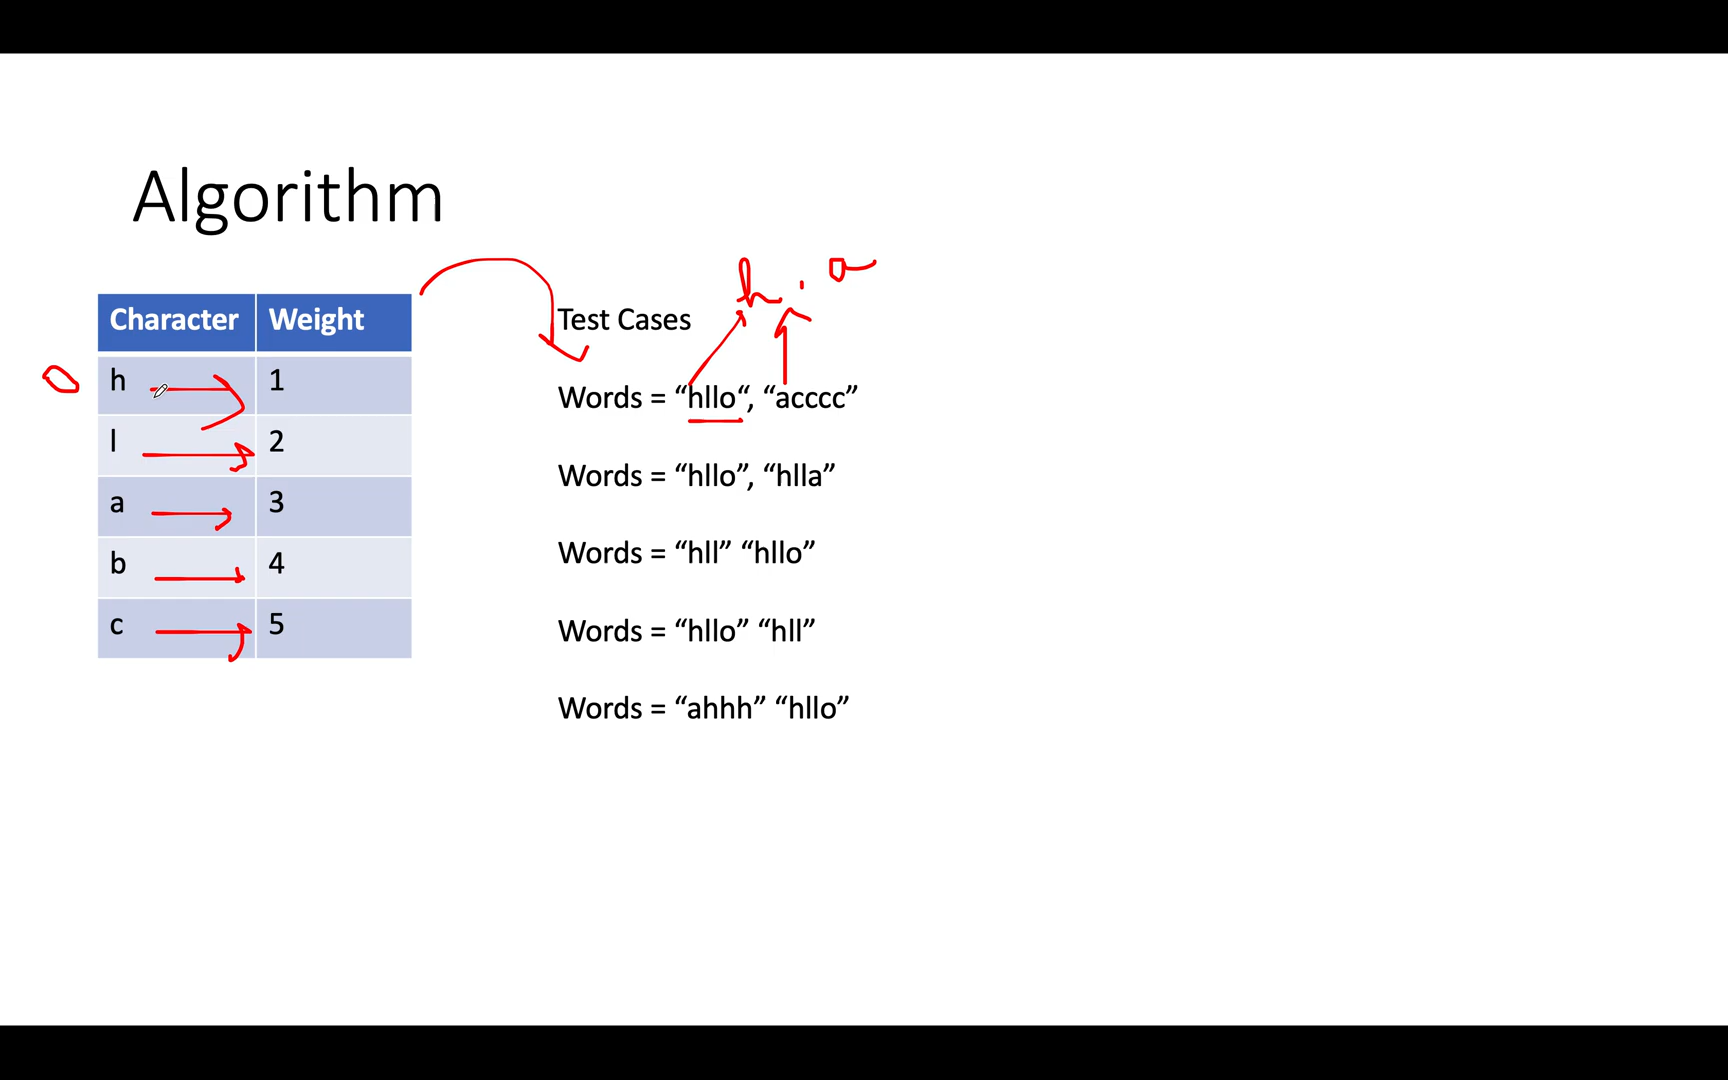 Algorithm
Character Weight
h 1
l 2
a 3
b 4
c 5
h. a
Test Cases
Words = “hllo“, “acccc”
Words = “hllo”, “hlla”
Words = “hll” “hllo”
Words = “hllo” “hll”
Words = “ahhh” “hllo”